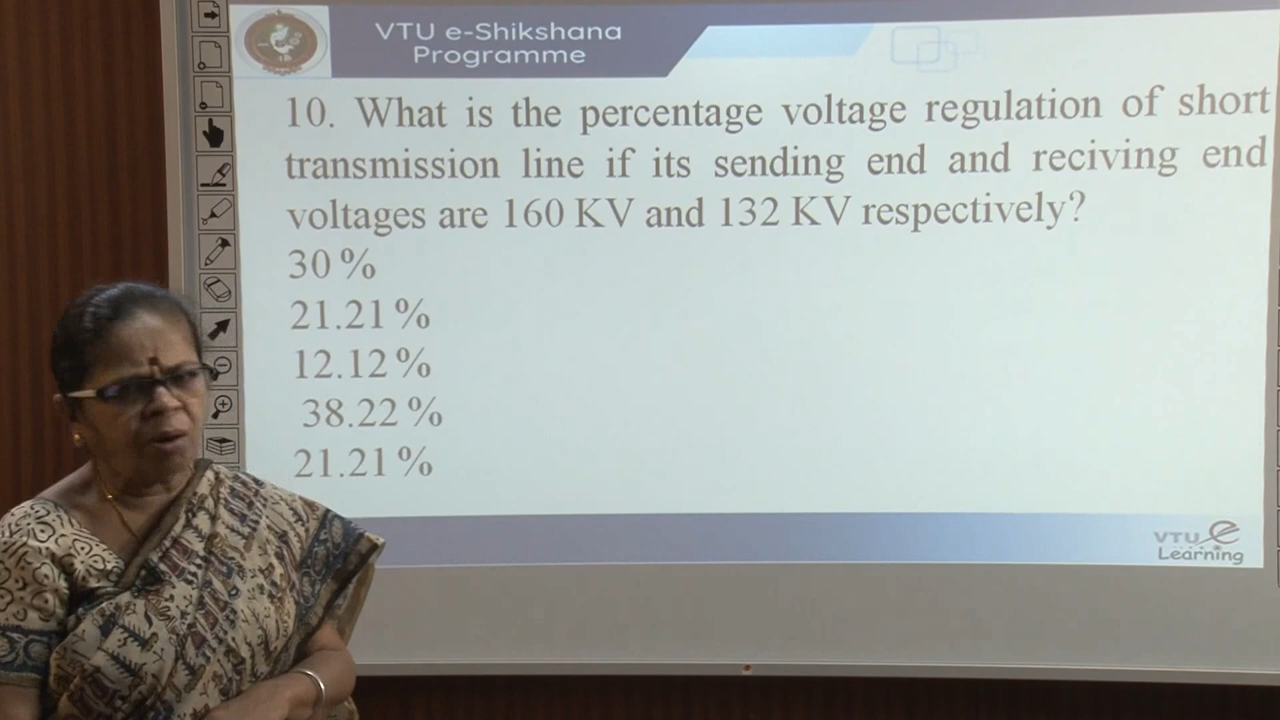 VTU e-Shikshana
Programme
10. What is the percentage voltage regulation of short
transmission line if its sending end and reciving end
voltages are 160 KV and 132 KV respectively?
30 %
21.21 %
12.12 %
38.22 %
21.21 %
VTU e
Learning